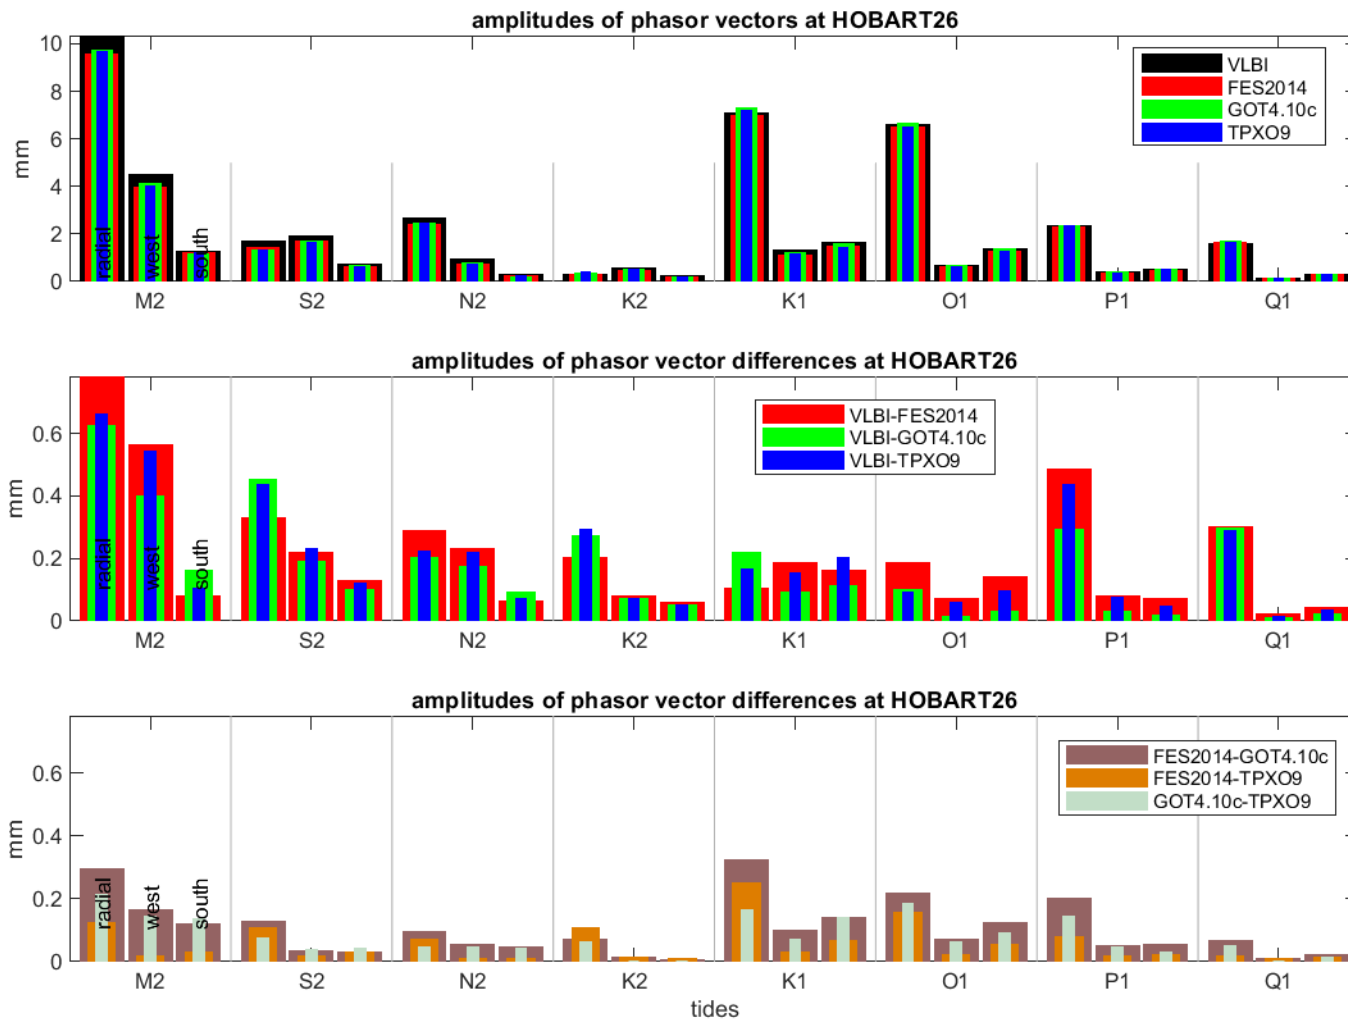 amplitudes of phasor vectors at HOBART26
10
8
6
4
2
0
mm
VLBI
FES2014
GOT4.10c
TPXO9
radial
west
south
M2 S2 N2 K2 K1 O1 P1 Q1
amplitudes of phasor vector differences at HOBART26
0.6
0.4
0.2
0
mm
VLBI-FES2014
VLBI-GOT4.10c
VLBI-TPXO9
radial
west
south
M2 S2 N2 K2 K1 O1 P1 Q1
amplitudes of phasor vector differences at HOBART26
0.6
0.4
0.2
0
mm
FES2014-GOT4.10c
FES2014-TPXO9
GOT4.10c-TPXO9
radial
west
south
M2 S2 N2 K2 K1 O1 P1 Q1
tides